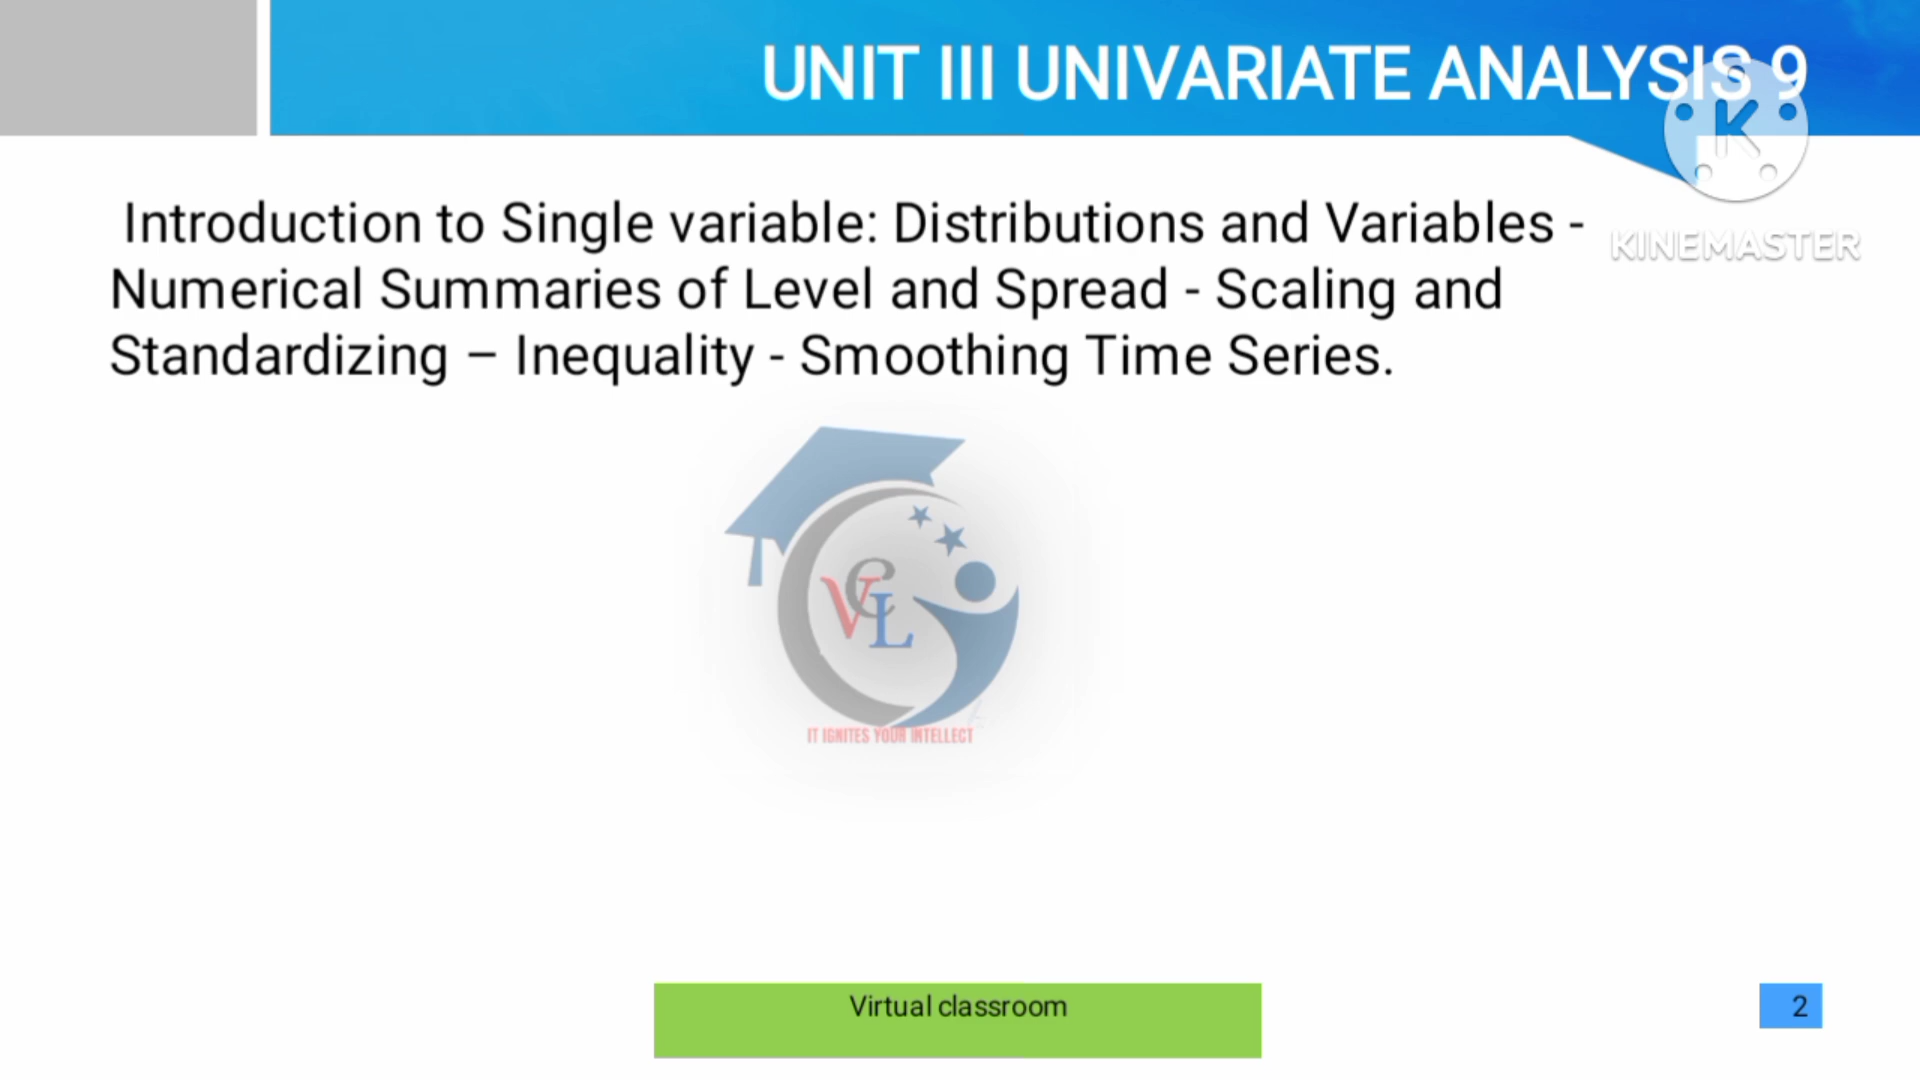 UNIT III UNIVARIATE ANALYSIS 9
K
KINEMASTER
Introduction to Single variable: Distributions and Variables -
Numerical Summaries of Level and Spread - Scaling and
Standardizing – Inequality - Smoothing Time Series.
VCL
IT IGNITES YOUR INTELLECT
Virtual classroom
2